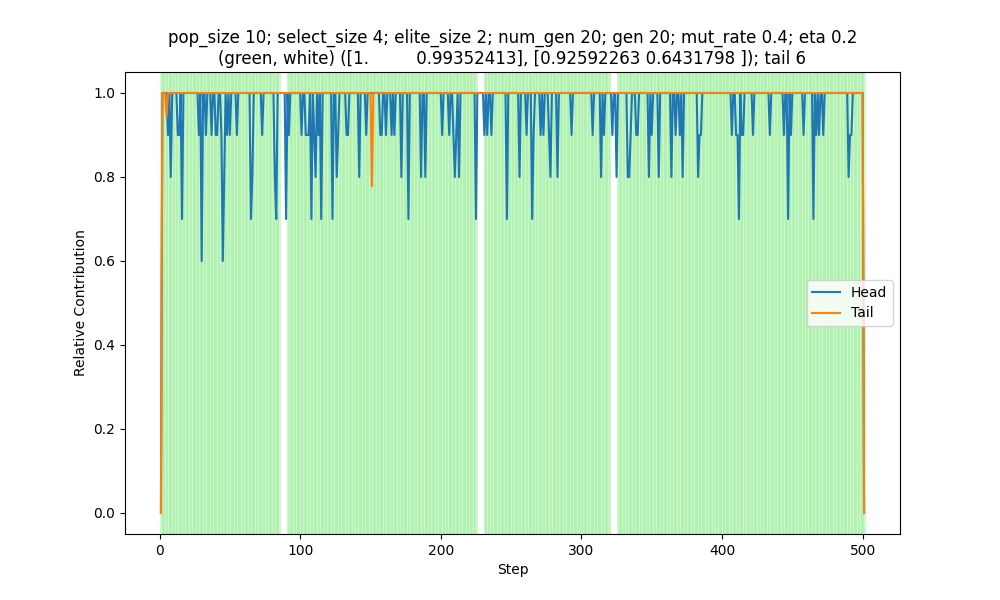 pop_size 10; select_size 4; elite_size 2; num_gen 20; gen 20; mut_rate 0.4; eta 0.2
(green, white) ([1.         0.99352413], [0.92592263 0.6431798 ]); tail 6
1.0
0.8
0.6
0.4
0.2
0.0
Relative Contribution
Head
Tail
0
100
200
300
400
500
Step